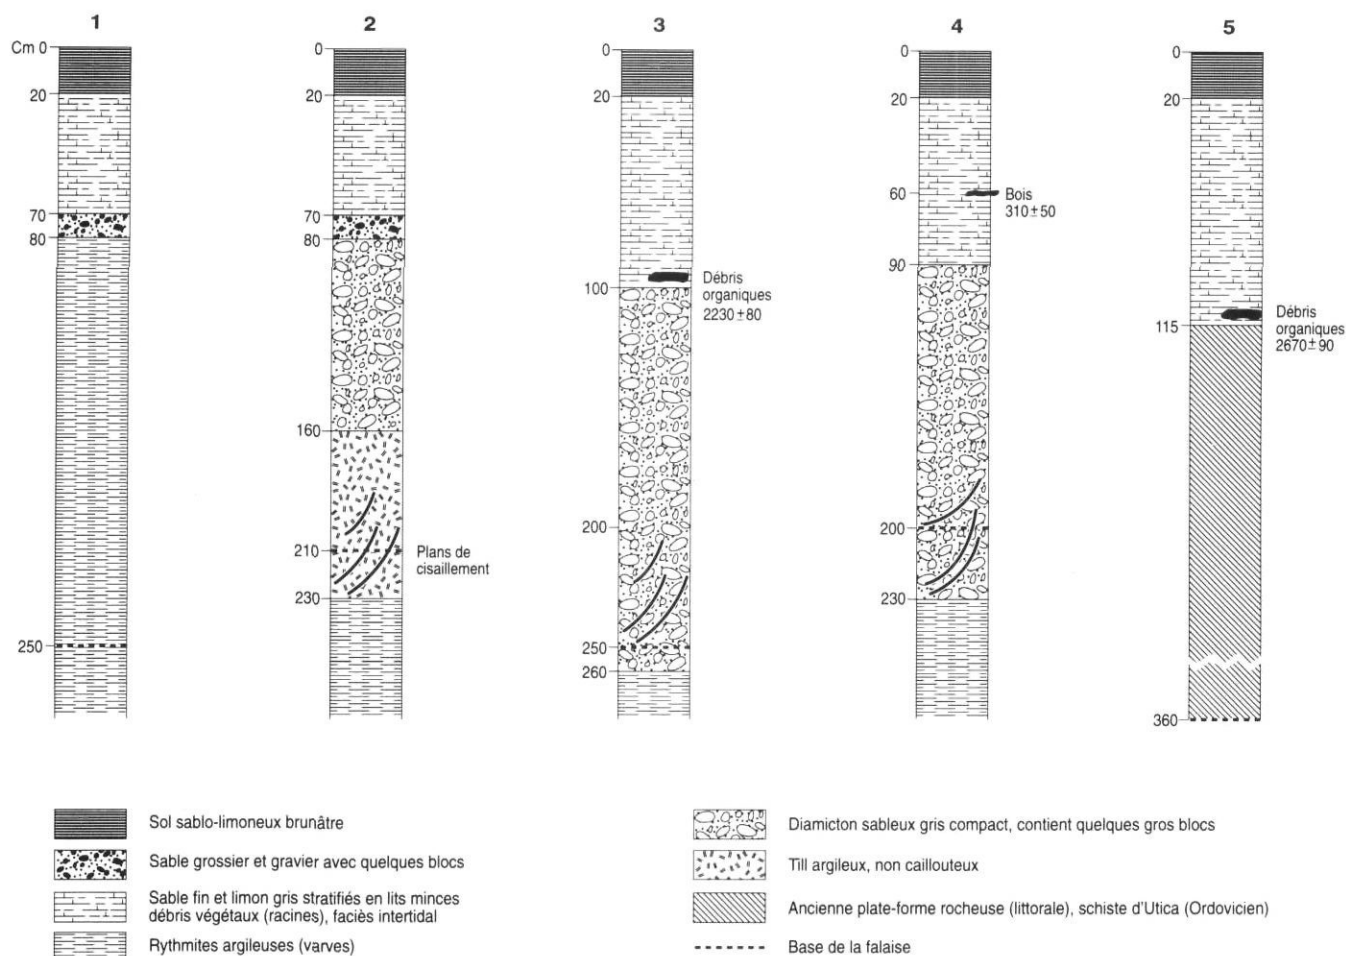 1
Cm 0
20
70
80
250
2
0
20
70
80
160
210
230
Plans de
cisaillement
3
0
20
100
200
250
260
Débris
organiques
2230±80
4
0
20
60
90
200
230
Bois
310±50
5
0
20
115
360
Débris
organiques
2670±90
Sol sablo-limoneux brunâtre
Sable grossier et gravier avec quelques blocs
Sable fin et limon gris stratifiés en lits minces
débris végétaux (racines), faciès intertidal
Rythmites argileuses (varves)
Diamicton sableux gris compact, contient quelques gros blocs
Till argileux, non caillouteux
Ancienne plate-forme rocheuse (littorale), schiste d'Utica (Ordovicien)
Base de la falaise